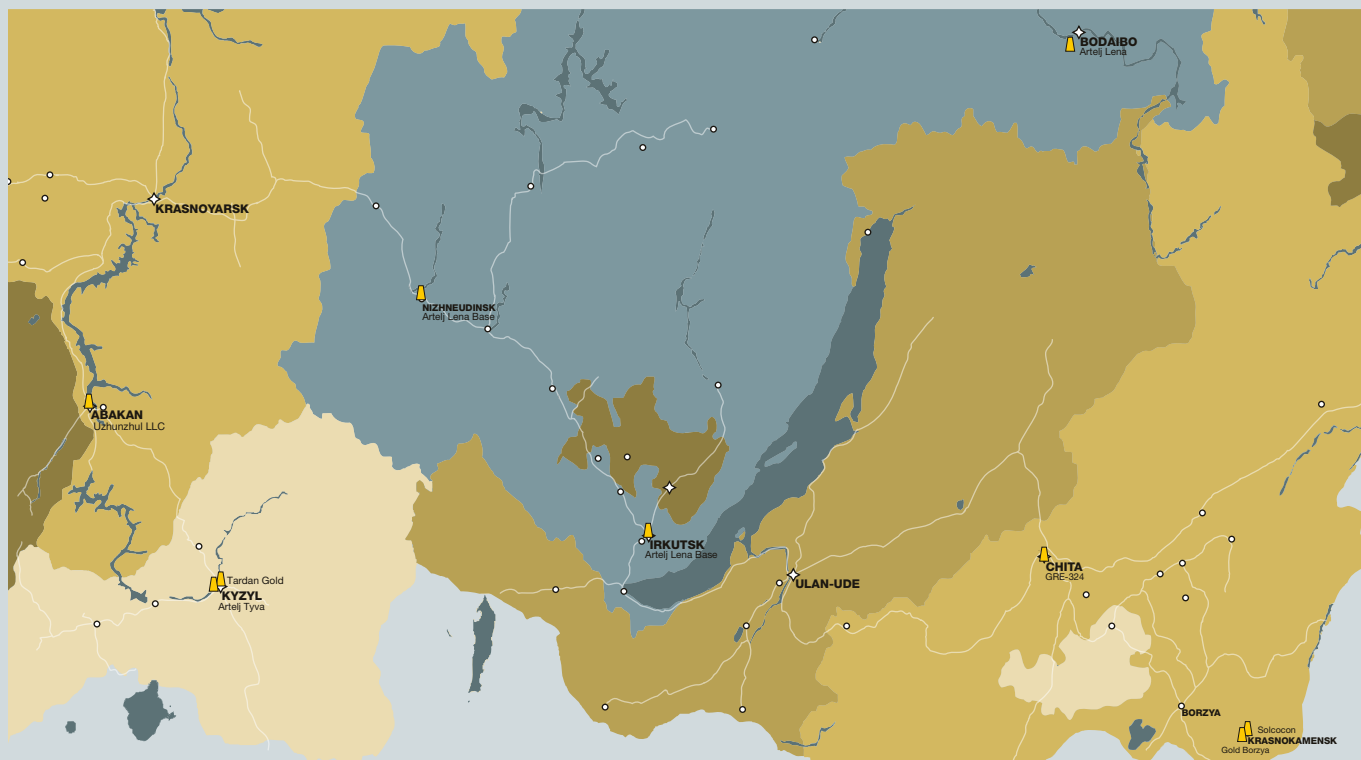 BODAIBO
Artelj Lena
KRASNOYARSK
NIZHNEUDINSK
Artelj Lena Base
ABAKAN
Uzhunzhul LLC
IRKUTSK
Artelj Lena Base
CHITA
GRE-324
Tardan Gold
KYZYL
Artelj Tyva
ULAN-UDE
BORZYA
Solcocon
KRASNOKAMENSK
Gold Borzya